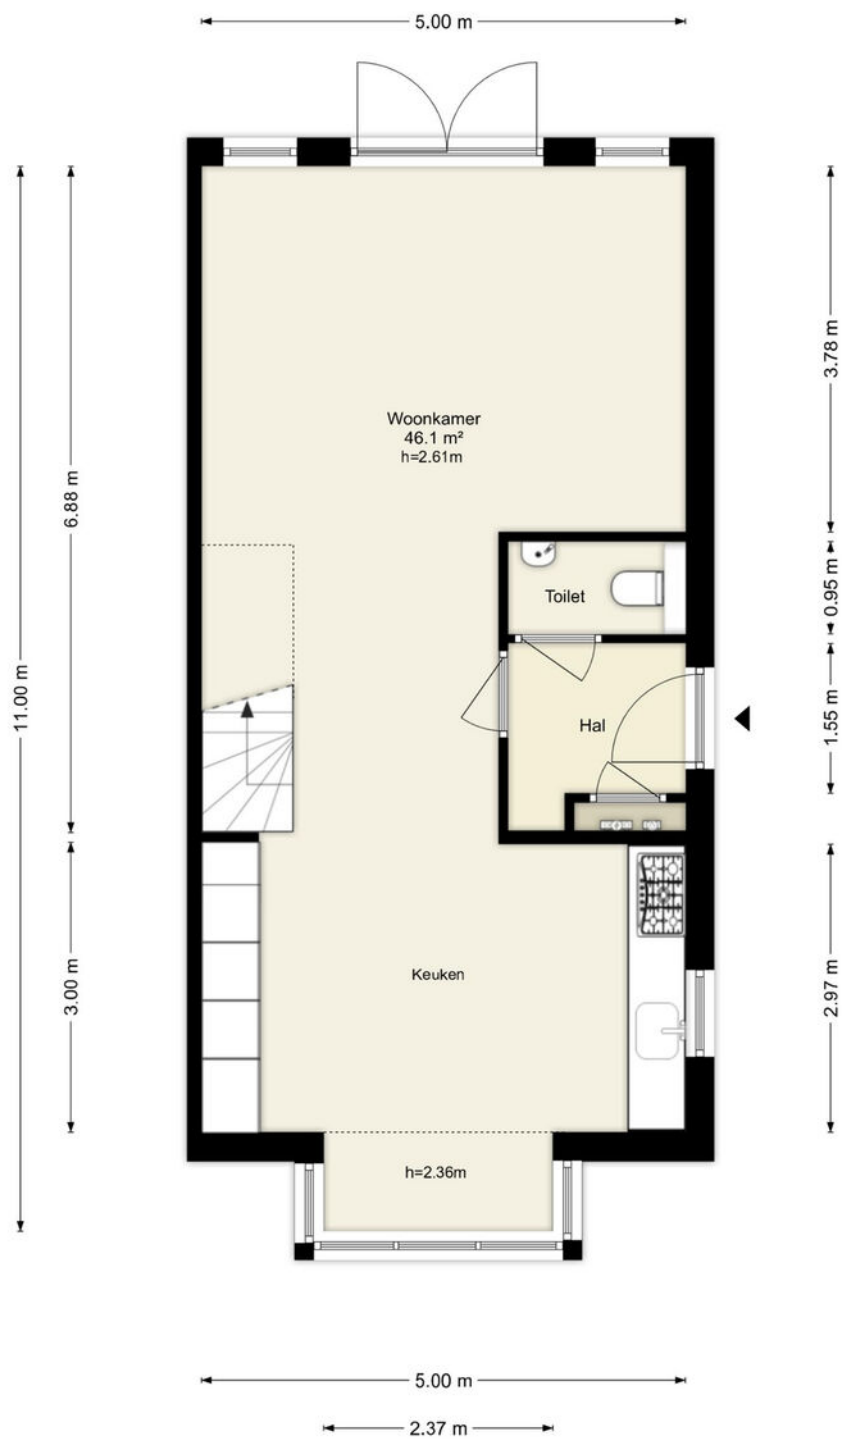 5.00 m
3.78 m
Woonkamer
46.1 m²
h=2.61m
6.88 m
0.95 m
Toilet
11.00 m
1.55 m
Hal
Keuken
3.00 m
2.97 m
h=2.36m
5.00 m
2.37 m